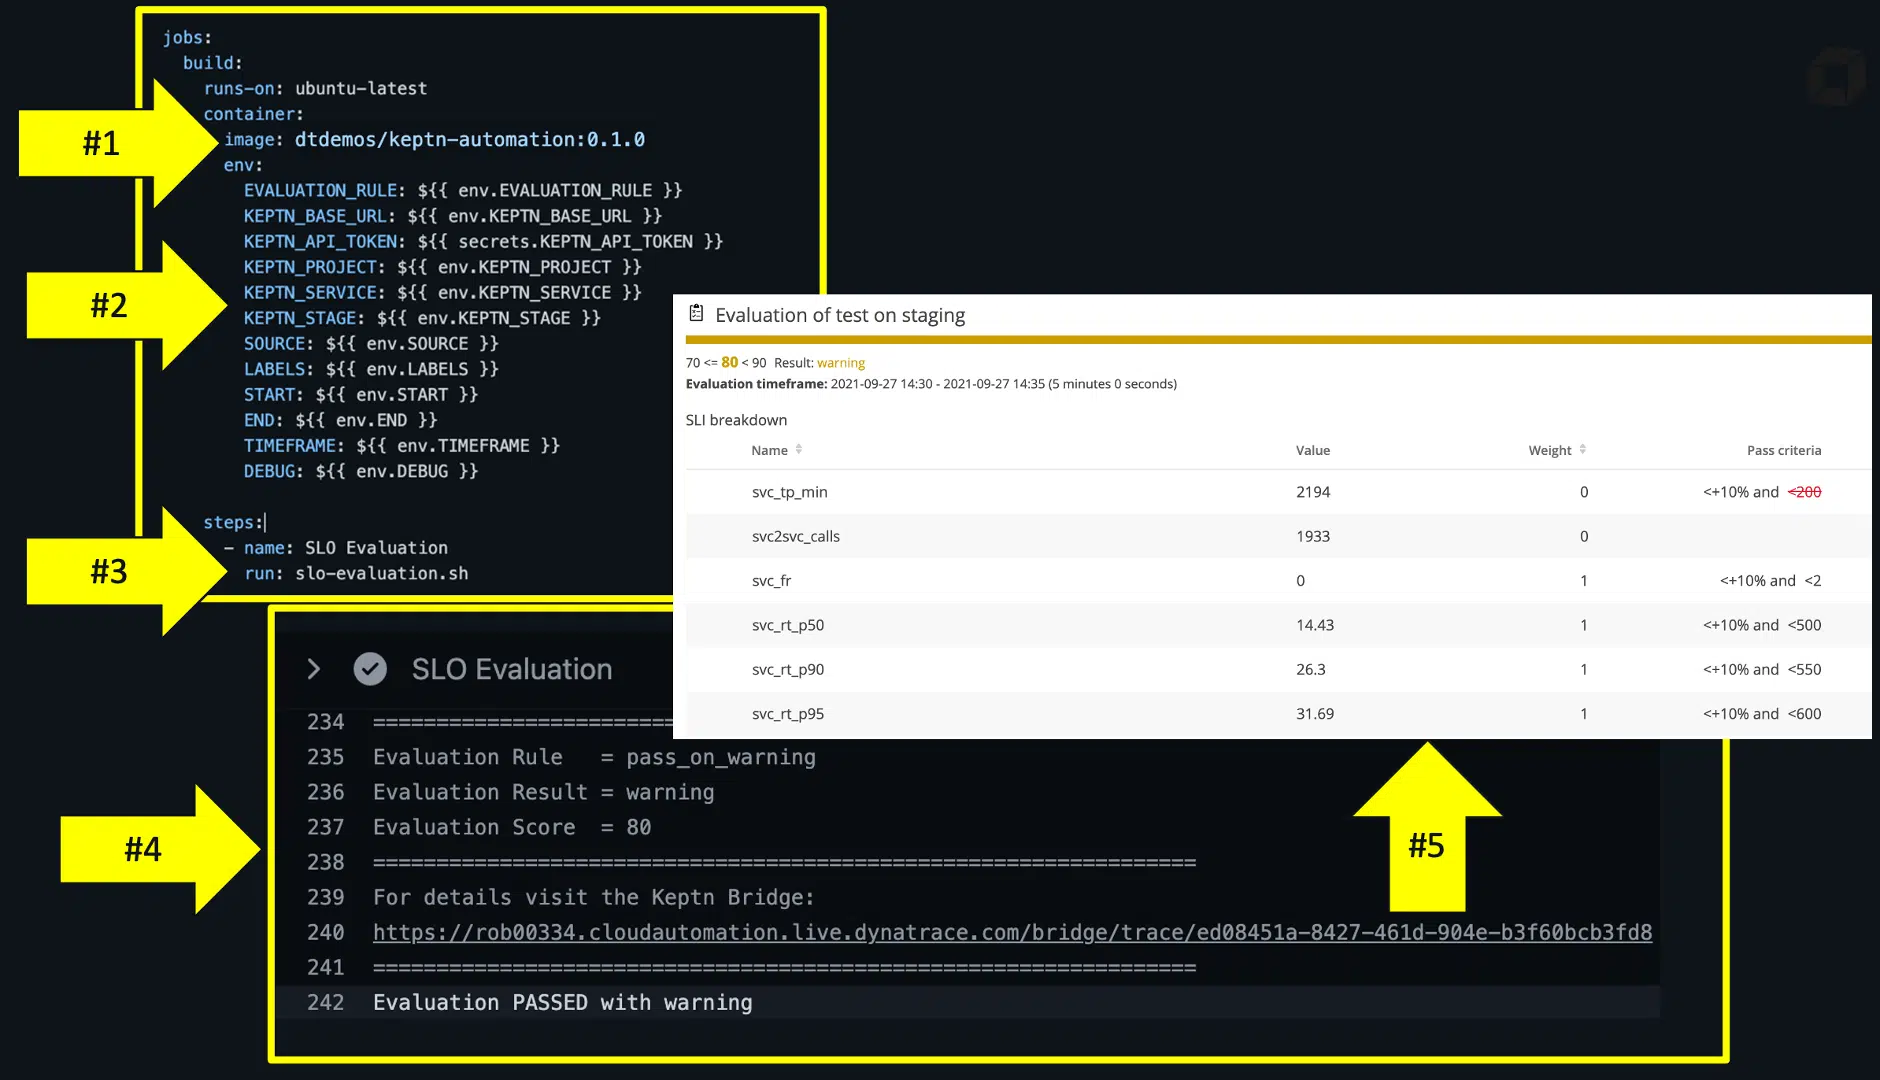 jobs:
build:
runs-on: ubuntu-latest
container:
image: dtdemos/keptn-automation:0.1.0
env:
EVALUATION_RULE: ${{ env.EVALUATION_RULE }}
KEPTN_BASE_URL: ${{ env.KEPTN_BASE_URL }}
KEPTN_API_TOKEN: ${{ secrets.KEPTN_API_TOKEN }}
KEPTN_PROJECT: ${{ env.KEPTN_PROJECT }}
KEPTN_SERVICE: ${{ env.KEPTN_SERVICE }}
KEPTN_STAGE: ${{ env.KEPTN_STAGE }}
SOURCE: ${{ env.SOURCE }}
LABELS: ${{ env.LABELS }}
START: ${{ env.START }}
END: ${{ env.END }}
TIMEFRAME: ${{ env.TIMEFRAME }}
DEBUG: ${{ env.DEBUG }}
steps:
- name: SLO Evaluation
run: slo-evaluation.sh
#1
#2
#3
Evaluation of test on staging
70 <= 80 < 90 Result: warning
Evaluation timeframe: 2021-09-27 14:30 - 2021-09-27 14:35 (5 minutes 0 seconds)
SLI breakdown
Name Value Weight Pass criteria
svc_tp_min 2194 0 <+10% and <200
svc2svc_calls 1933 0
svc_fr 0 1 <+10% and <2
svc_rt_p50 14.43 1 <+10% and <500
svc_rt_p90 26.3 1 <+10% and <550
svc_rt_p95 31.69 1 <+10% and <600
#5
#4
SLO Evaluation
234 ========================
235 Evaluation Rule = pass_on_warning
236 Evaluation Result = warning
237 Evaluation Score = 80
238 =================================================================
239 For details visit the Keptn Bridge:
240 https://rob00334.cloudautomation.live.dynatrace.com/bridge/trace/ed08451a-8427-461d-904e-b3f60bcb3fd8
241 =================================================================
242 Evaluation PASSED with warning